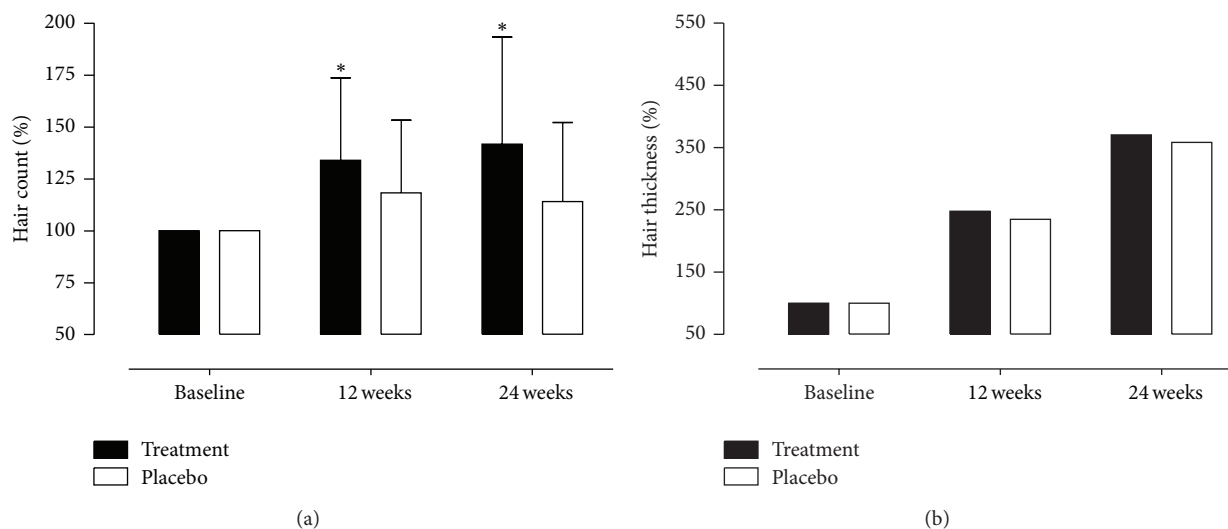 200
175
150
125
100
75
50
Hair count (%)
*
*
Baseline
12 weeks
24 weeks
Treatment
Placebo
(a)
550
450
350
250
150
50
Hair thickness (%)
Baseline
12 weeks
24 weeks
Treatment
Placebo
(b)